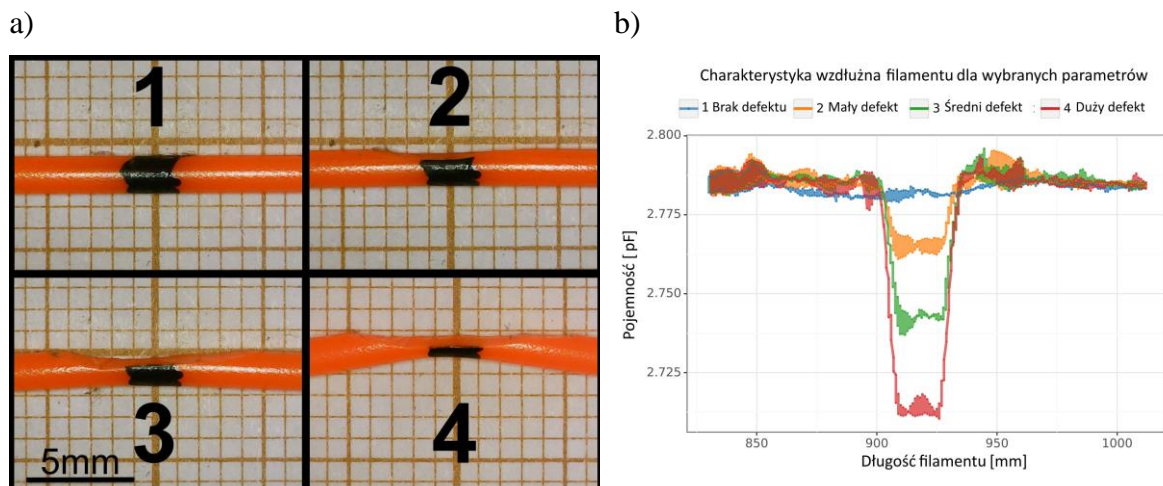 a)
b)
1
2
3
4
5mm
Charakterystyka wzdłużna filamentu dla wybranych parametrów
1 Brak defektu 2 Mały defekt 3 Średni defekt 4 Duży defekt
Pojemność [pF]
2.800
2.775
2.750
2.725
850 900 950 1000
Długość filamentu [mm]